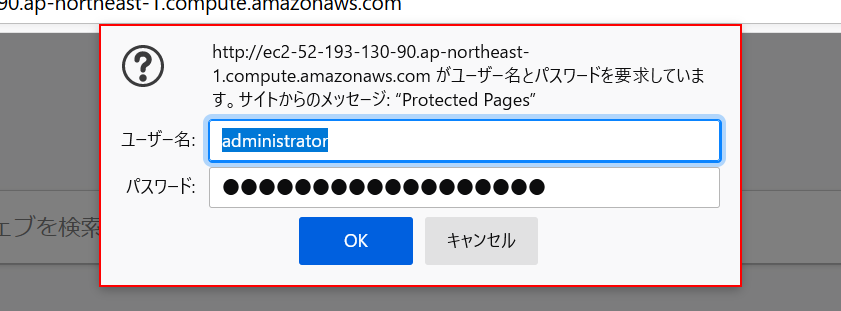 90.ap-northeast-1.compute.amazonaws.com
http://ec2-52-193-130-90.ap-northeast-
1.compute.amazonaws.com がユーザー名とパスワードを要求していま
す。サイトからのメッセージ: “Protected Pages”
ユーザー名:
administrator
パスワード:
●●●●●●●●●●●●●●●●●●
ェブを検索
OK
キャンセル